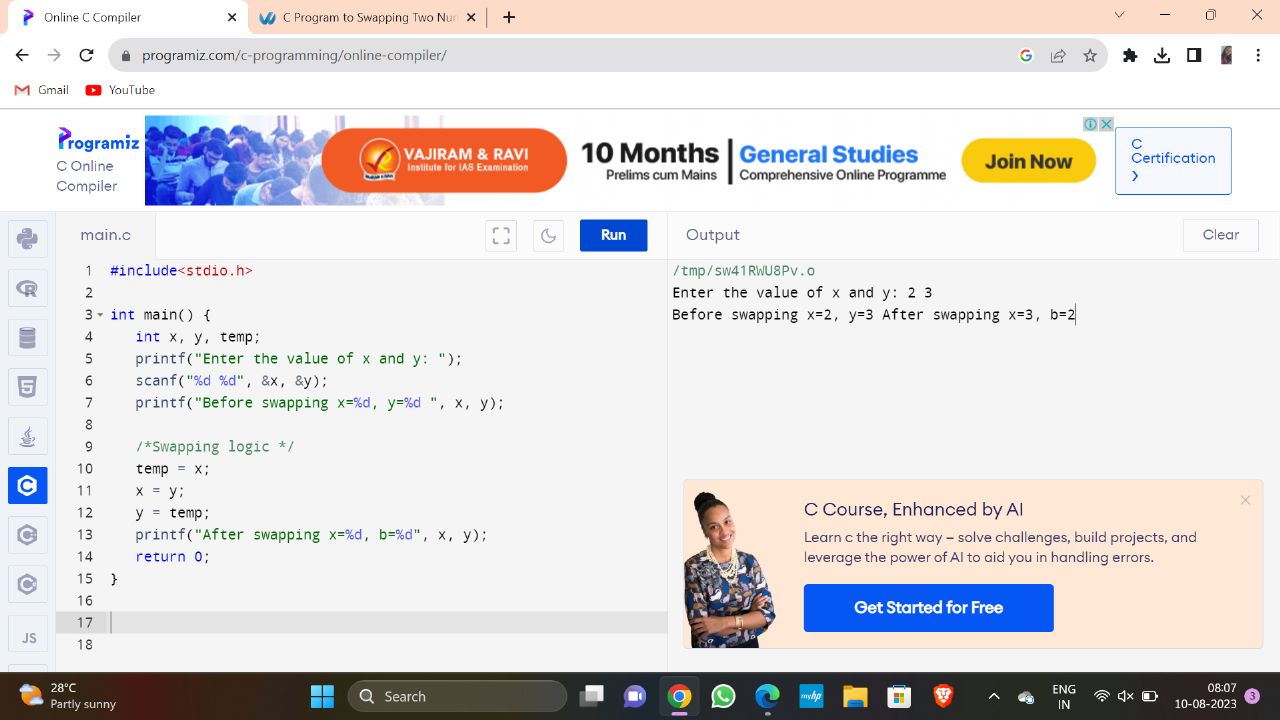 Online C Compiler
C Program to Swapping Two Nun
programiz.com/c-programming/online-compiler/
Gmail
YouTube
Programiz
C Online
Compiler
VAJIRAM & RAVI
Institute for IAS Examination
10 Months
Prelims cum Mains
General Studies
Comprehensive Online Programme
Join Now
C
Certification
main.c
Run
Output
Clear
1 #include<stdio.h>
2
3 int main() {
4 int x, y, temp;
5 printf("Enter the value of x and y: ");
6 scanf("%d %d", &x, &y);
7 printf("Before swapping x=%d, y=%d ", x, y);
8
9 /*Swapping logic */
10 temp = x;
11 x = y;
12 y = temp;
13 printf("After swapping x=%d, b=%d", x, y);
14 return 0;
15 }
16
17
18
/tmp/sw41RWU8Pv.o
Enter the value of x and y: 2 3
Before swapping x=2, y=3 After swapping x=3, b=2
JS
C Course, Enhanced by AI
Learn c the right way – solve challenges, build projects, and
leverage the power of AI to aid you in handling errors.
Get Started for Free
28°C
Partly sunny
Search
myhp
ENG
IN
08:07
10-08-2023
3